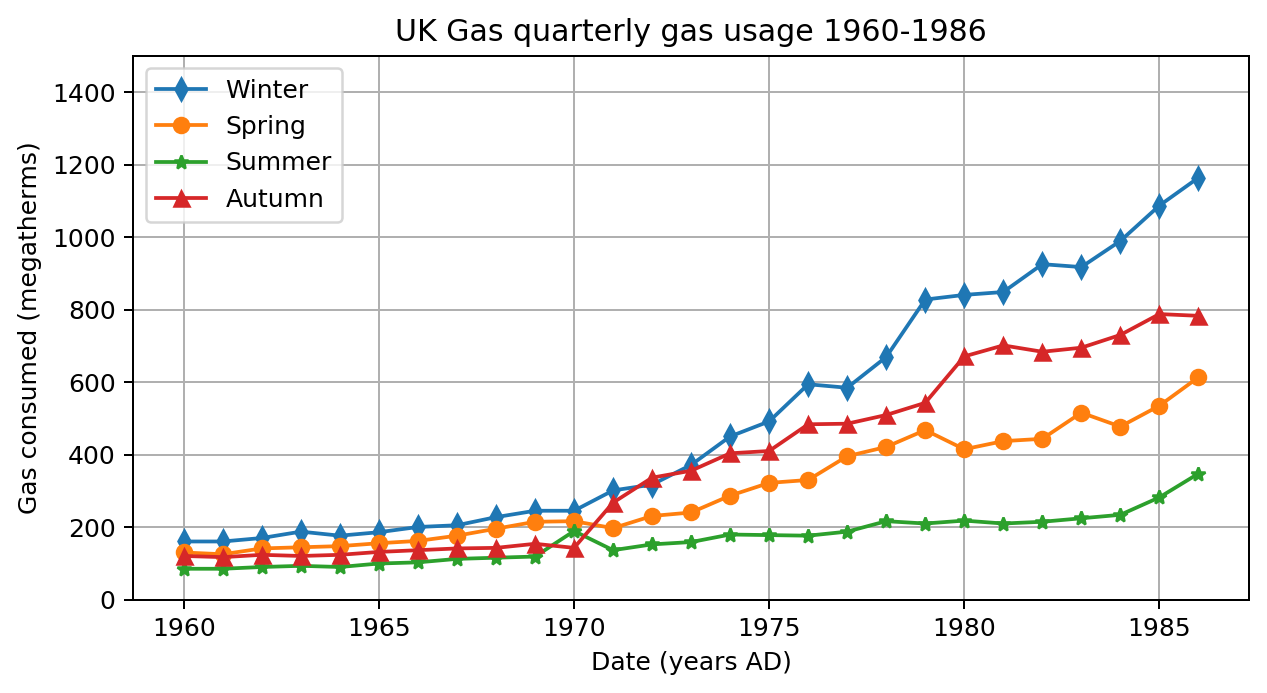 UK Gas quarterly gas usage 1960-1986
Winter
Spring
Summer
Autumn
Gas consumed (megatherms)
1400
1200
1000
800
600
400
200
0
1960 1965 1970 1975 1980 1985
Date (years AD)